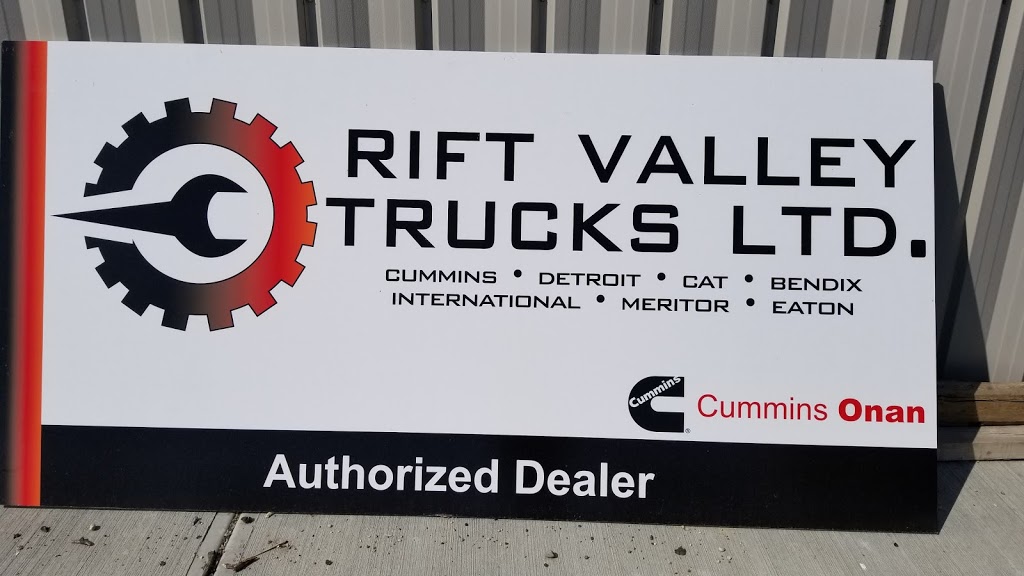 RIFT VALLEY
TRUCKS LTD.
CUMMINS • DETROIT • CAT • BENDIX
INTERNATIONAL • MERITOR • EATON
Cummins
®
Cummins Onan
Authorized Dealer